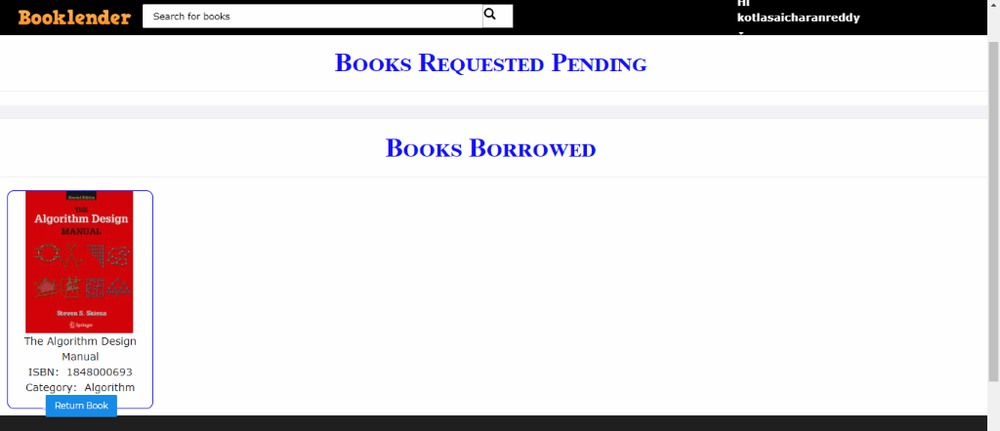 Booklender
Search for books
Hi
kotlasaicharanreddy
Books Requested Pending
Books Borrowed
Second Edition
THE
Algorithm Design
MANUAL
Steven S. Skiena
Springer
The Algorithm Design
Manual
ISBN: 1848000693
Category: Algorithm
Return Book